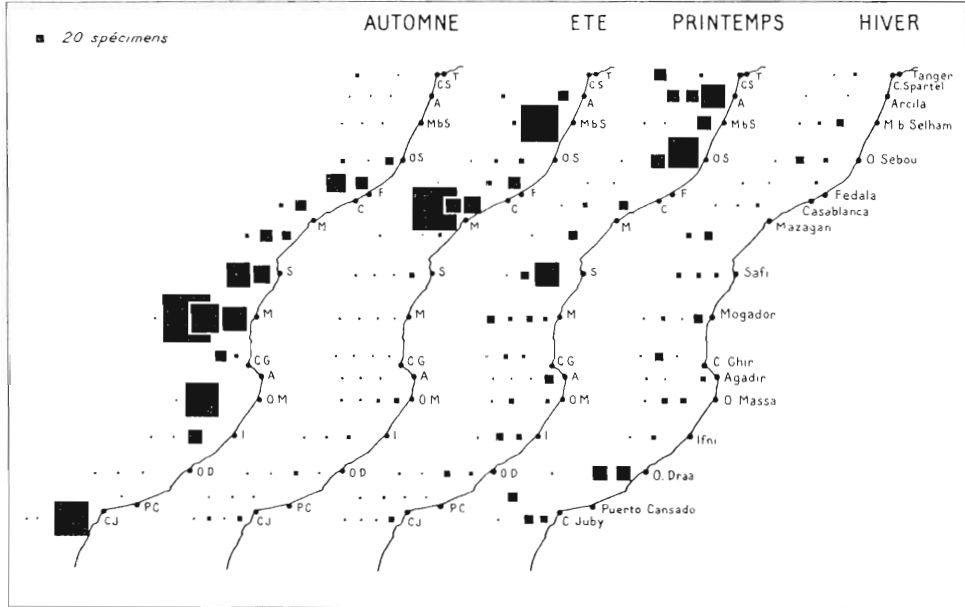 AUTOMNE ETE PRINTEMPS HIVER
20 spécimens
T T T Tanger
CS CS CS C. Spartel
A A A Arcila
MbS MbS MbS M b Selham
OS OS OS O Sebou
F F F Fedala
C C C Casablanca
M M M Mazagan
S S S Safi
M M M Mogador
CG CG CG C Ghir
A A A Agadir
OM OM OM O Massa
I I I Ifni
OD OD OD O. Draa
PC PC PC Puerto Cansado
CJ CJ CJ C Juby